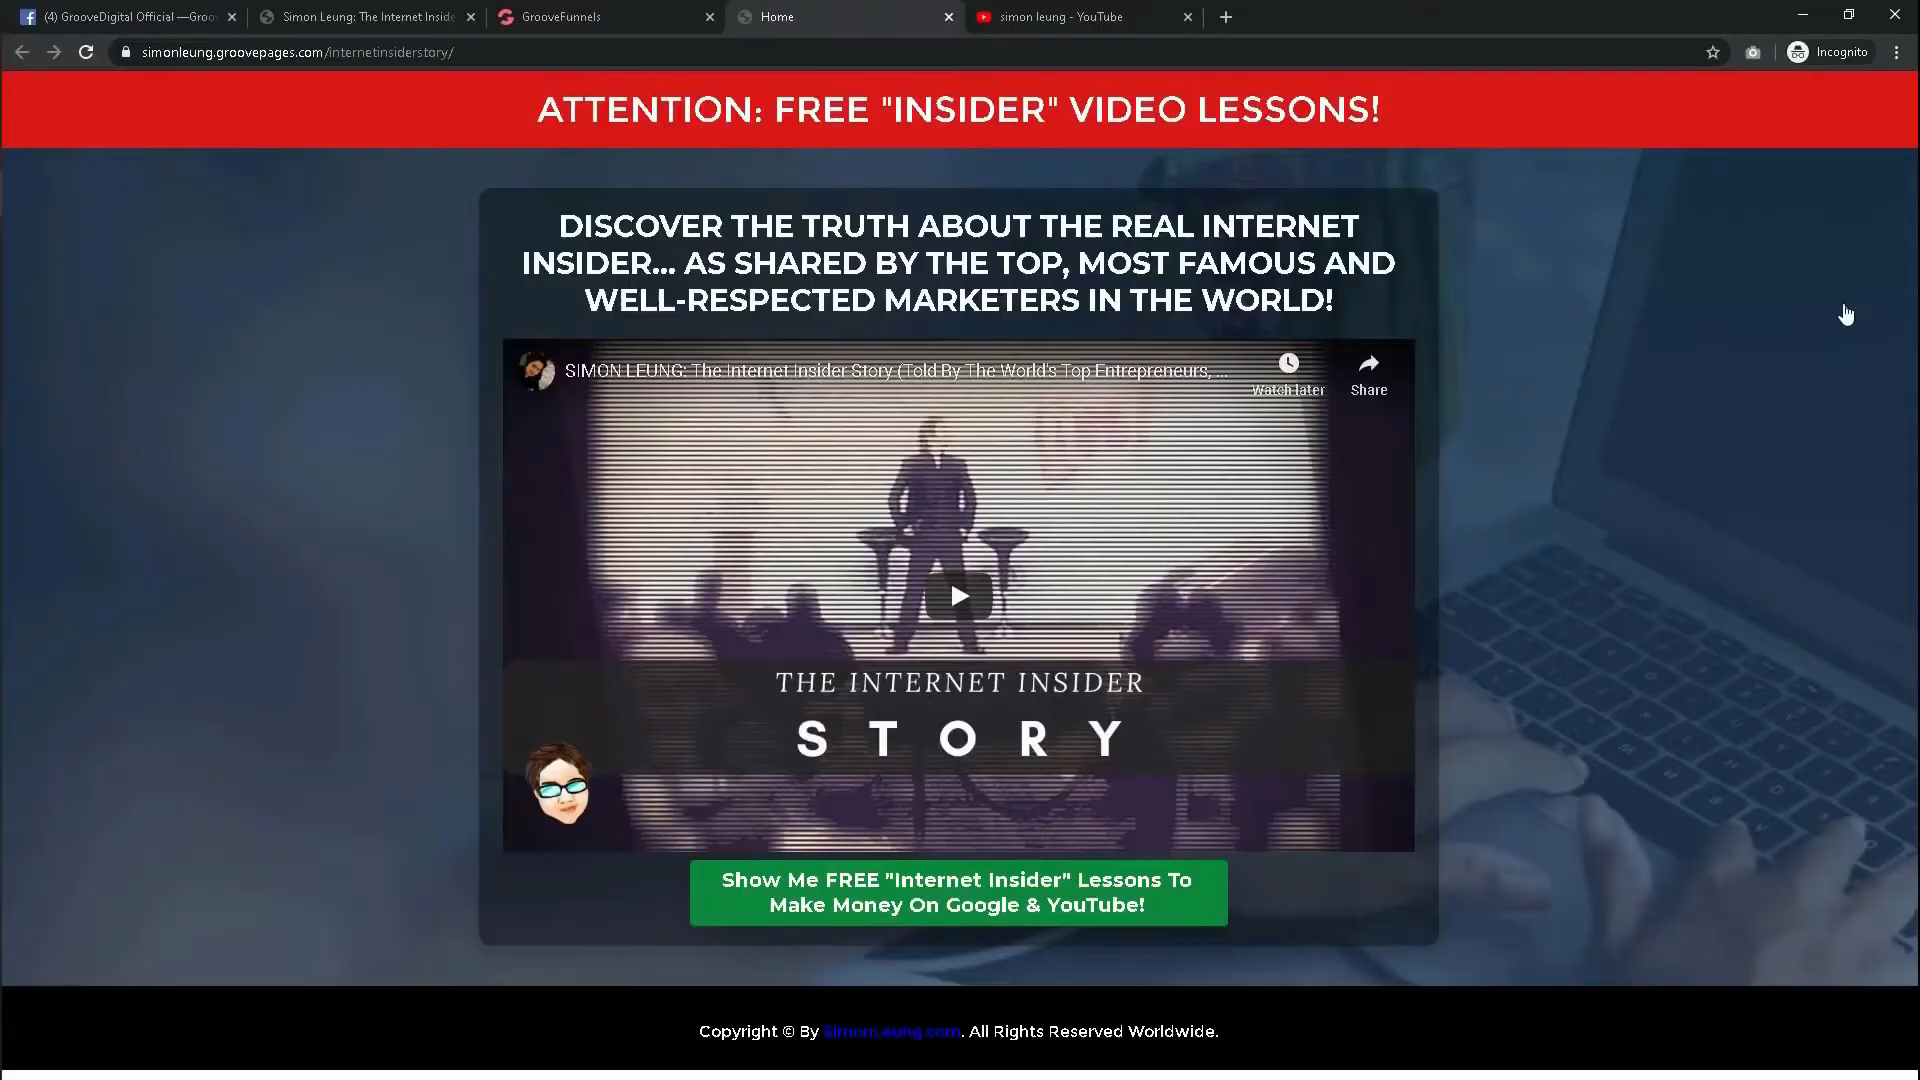 (4) GrooveDigital Official —Groov
Simon Leung: The Internet Inside
GrooveFunnels
Home
simon leung - YouTube
simonleung.groovepages.com/internetinsiderstory/
Incognito
ATTENTION: FREE "INSIDER" VIDEO LESSONS!
DISCOVER THE TRUTH ABOUT THE REAL INTERNET
INSIDER... AS SHARED BY THE TOP, MOST FAMOUS AND
WELL-RESPECTED MARKETERS IN THE WORLD!
SIMON LEUNG: The Internet Insider Story (Told By The World's Top Entrepreneurs, ...
Watch later
Share
THE INTERNET INSIDER
STORY
Show Me FREE "Internet Insider" Lessons To
Make Money On Google & YouTube!
Copyright © By SimonLeung.com. All Rights Reserved Worldwide.